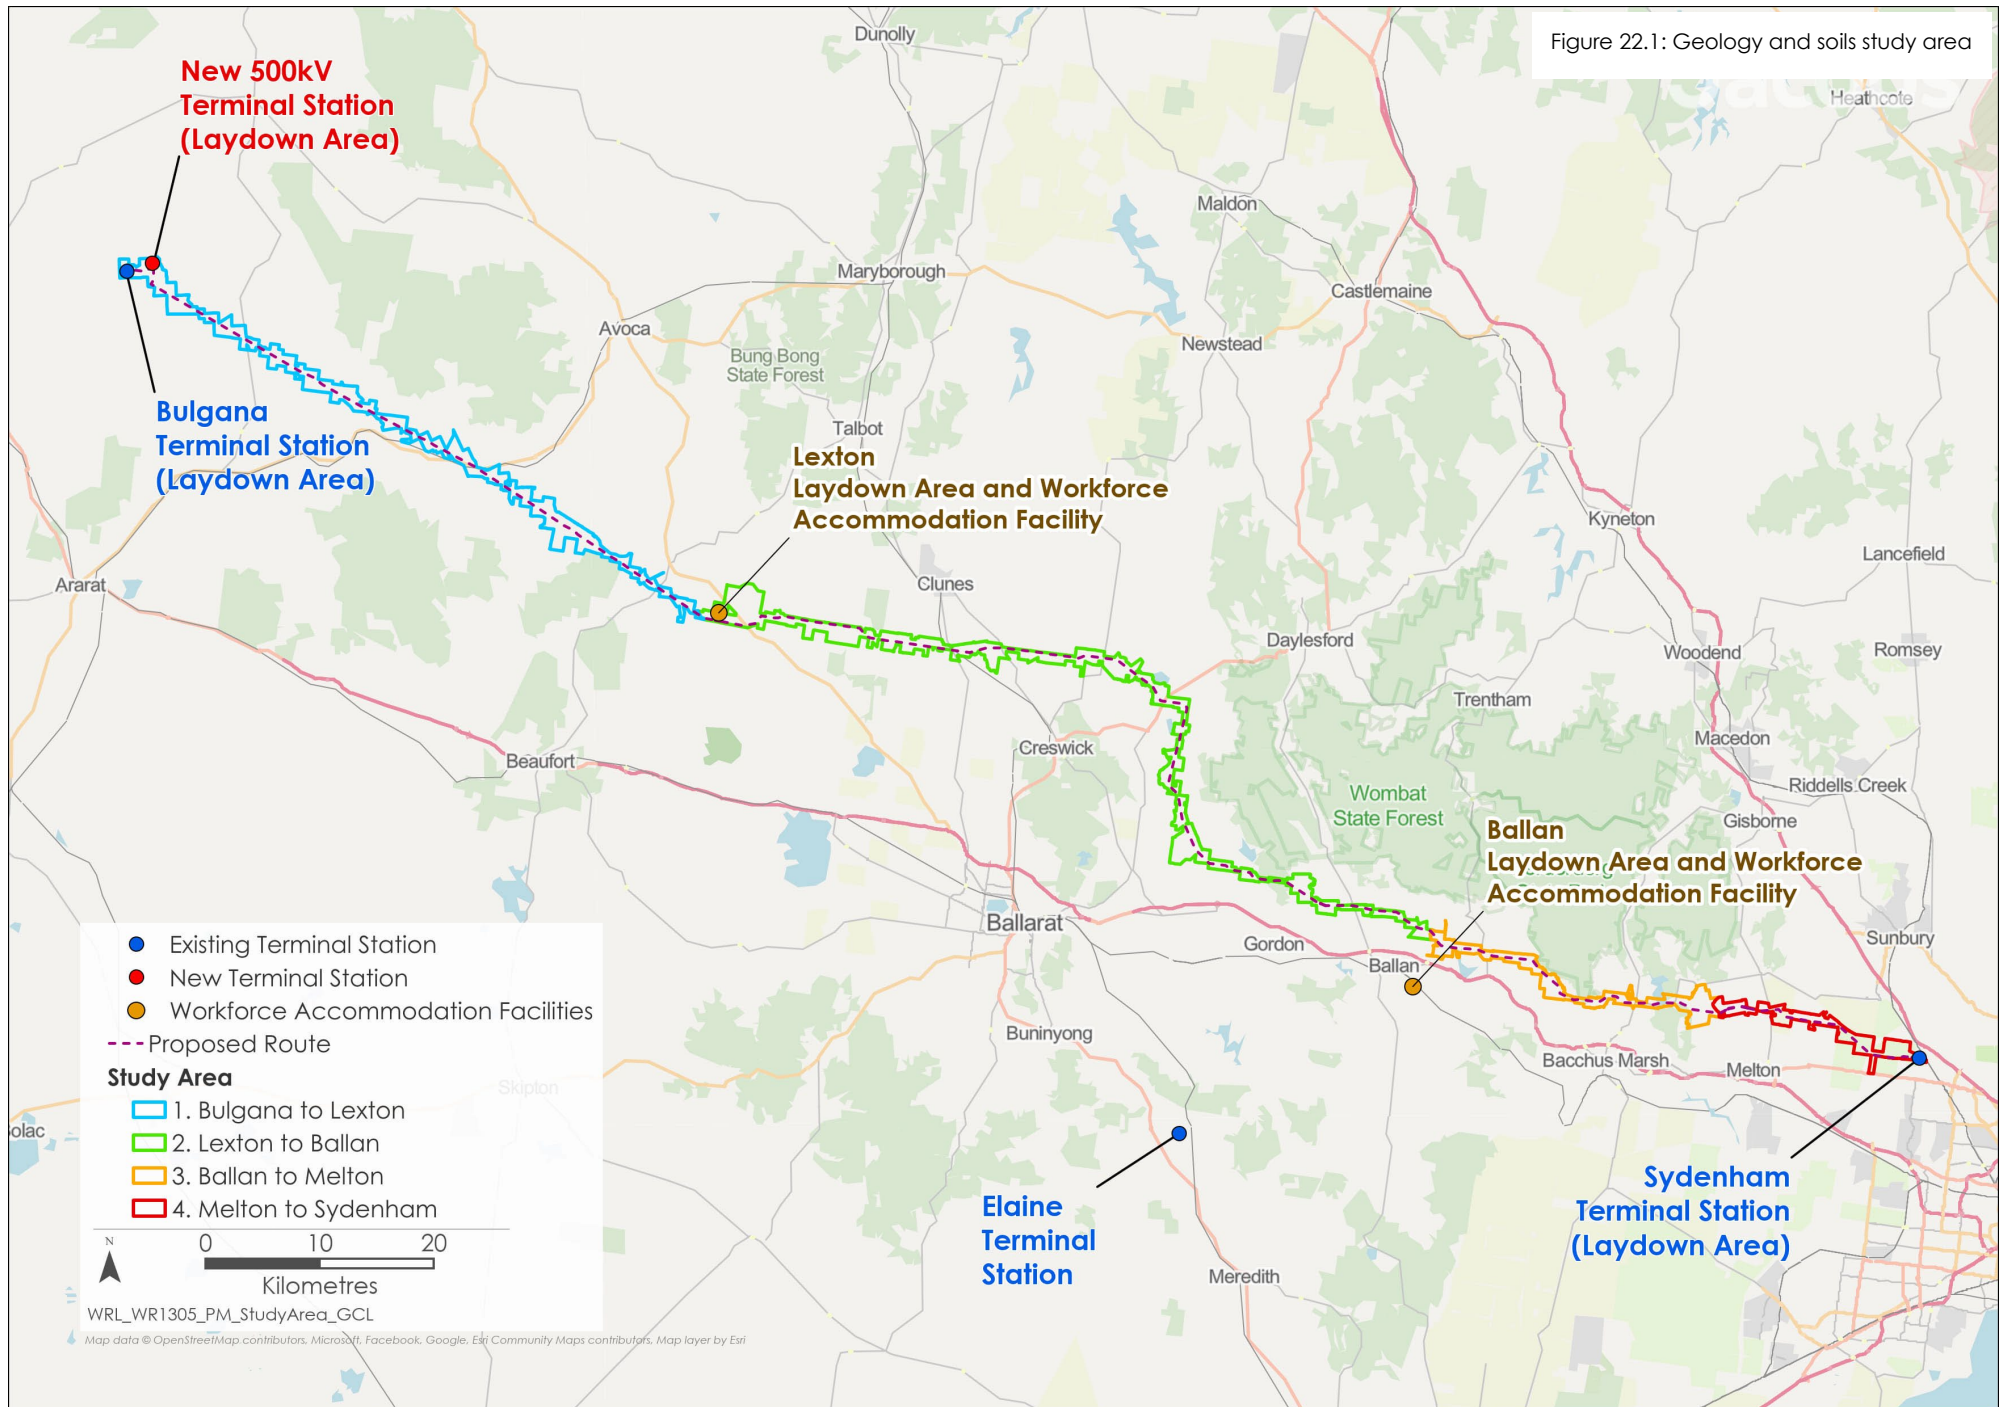 Figure 22.1: Geology and soils study area
Dunolly
Heathcote
New 500kV
Terminal Station
(Laydown Area)
Maldon
Maryborough
Castlemaine
Avoca
Newstead
Bung Bong
State Forest
Bulgana
Terminal Station
(Laydown Area)
Talbot
Lexton
Laydown Area and Workforce
Accommodation Facility
Kyneton
Lancefield
Ararat
Clunes
Daylesford
Woodend
Romsey
Trentham
Creswick
Macedon
Beaufort
Riddells Creek
Wombat
State Forest
Gisborne
Ballan
Laydown Area and Workforce
Accommodation Facility
Ballarat
Gordon
Sunbury
Ballan
Buninyong
Bacchus Marsh
Melton
Skipton
olac
Elaine
Terminal
Station
Sydenham
Terminal Station
(Laydown Area)
Meredith
Existing Terminal Station
New Terminal Station
Workforce Accommodation Facilities
Proposed Route
Study Area
1. Bulgana to Lexton
2. Lexton to Ballan
3. Ballan to Melton
4. Melton to Sydenham
N
0 10 20
Kilometres
WRL_WR1305_PM_StudyArea_GCL
Map data © OpenStreetMap contributors, Microsoft, Facebook, Google, Esri Community Maps contributors, Map layer by Esri